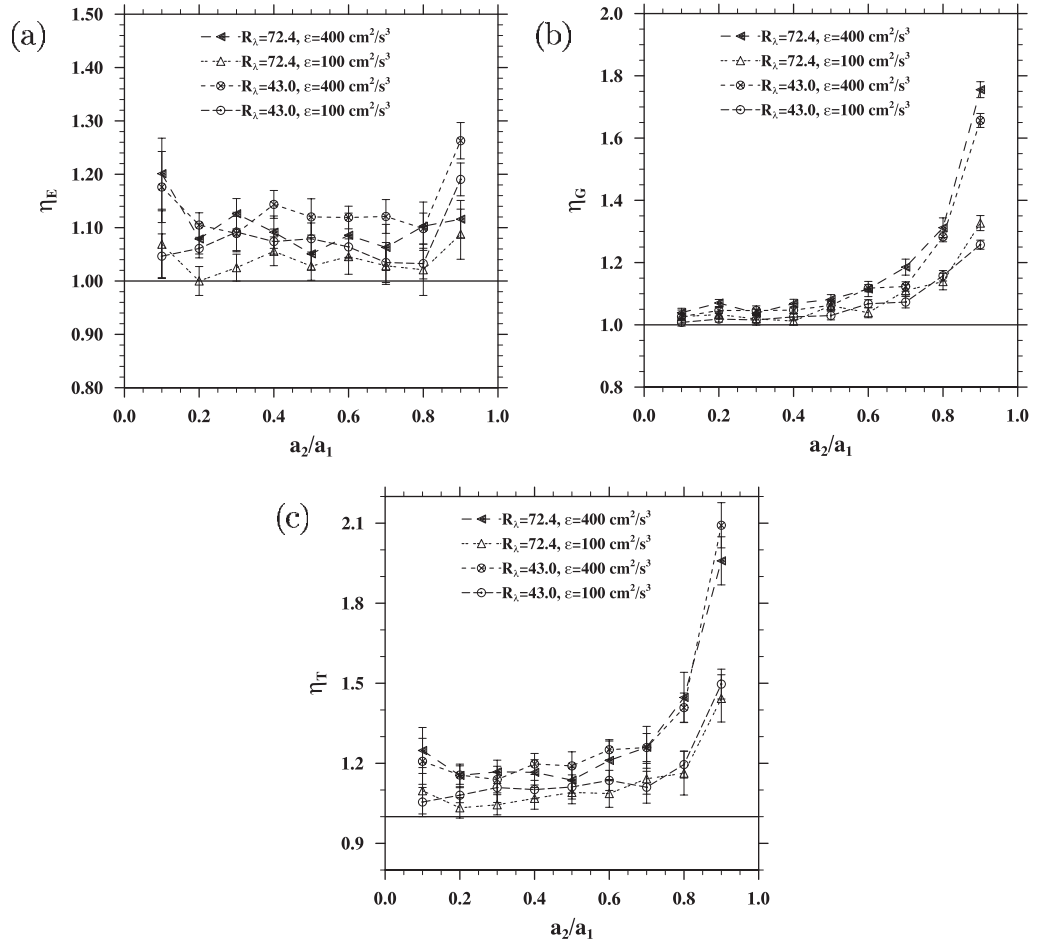 (a)
1.50
1.40
1.30
1.20
1.10
1.00
0.90
0.80
η_E
R_λ=72.4, ε=400 cm²/s³
R_λ=72.4, ε=100 cm²/s³
R_λ=43.0, ε=400 cm²/s³
R_λ=43.0, ε=100 cm²/s³
0.0 0.2 0.4 0.6 0.8 1.0
a₂/a₁
(b)
2.0
1.8
1.6
1.4
1.2
1.0
0.8
η_G
R_λ=72.4, ε=400 cm²/s³
R_λ=72.4, ε=100 cm²/s³
R_λ=43.0, ε=400 cm²/s³
R_λ=43.0, ε=100 cm²/s³
0.0 0.2 0.4 0.6 0.8 1.0
a₂/a₁
(c)
2.1
1.8
1.5
1.2
0.9
η_T
R_λ=72.4, ε=400 cm²/s³
R_λ=72.4, ε=100 cm²/s³
R_λ=43.0, ε=400 cm²/s³
R_λ=43.0, ε=100 cm²/s³
0.0 0.2 0.4 0.6 0.8 1.0
a₂/a₁